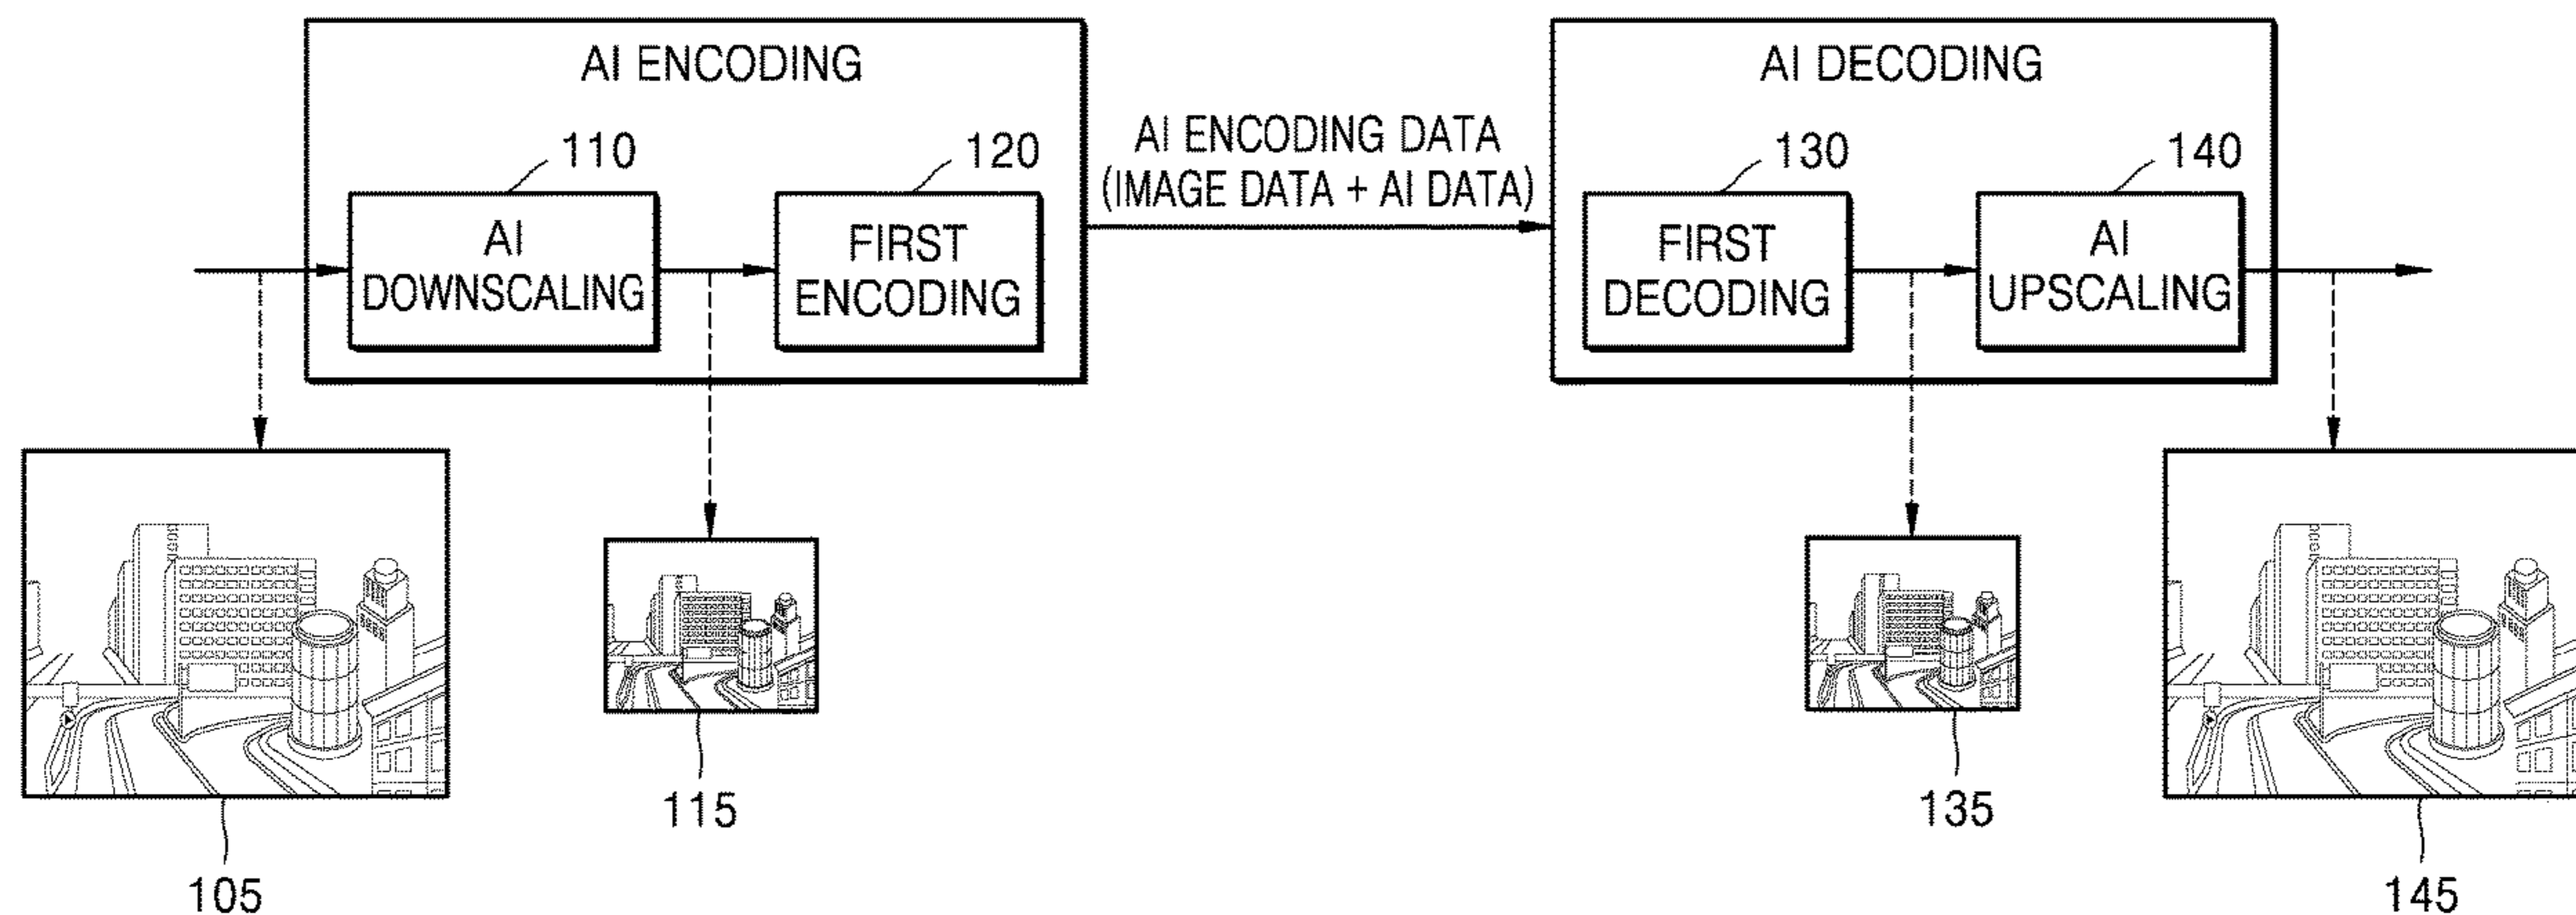 AI ENCODING
110
120
AI
DOWNSCALING
FIRST
ENCODING
AI ENCODING DATA
(IMAGE DATA + AI DATA)
AI DECODING
130
140
FIRST
DECODING
AI
UPSCALING
105
115
135
145